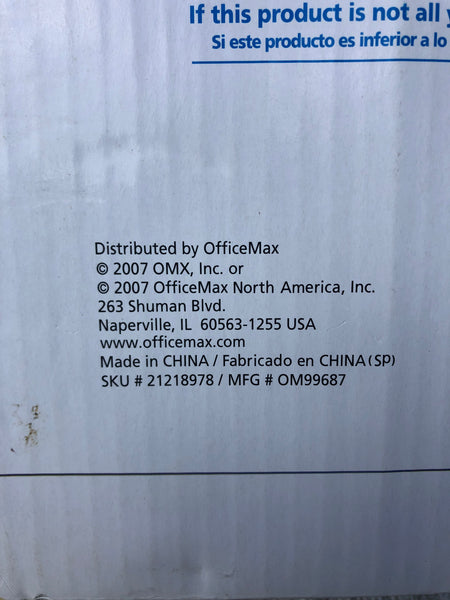 If this product is not all
Si este producto es inferior a lo
Distributed by OfficeMax
© 2007 OMX, Inc. or
© 2007 OfficeMax North America, Inc.
263 Shuman Blvd.
Naperville, IL 60563-1255 USA
www.officemax.com
Made in CHINA / Fabricado en CHINA(SP)
SKU # 21218978 / MFG # OM99687